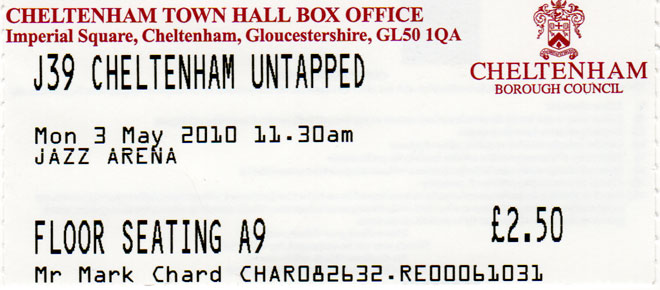 CHELTENHAM TOWN HALL BOX OFFICE
Imperial Square, Cheltenham, Gloucestershire, GL50 1QA
CHELTENHAM
BOROUGH COUNCIL
J39 CHELTENHAM UNTAPPED
Mon 3 May 2010 11.30am
JAZZ ARENA
FLOOR SEATING A9
£2.50
Mr Mark Chard CHAR082632.RE00061031